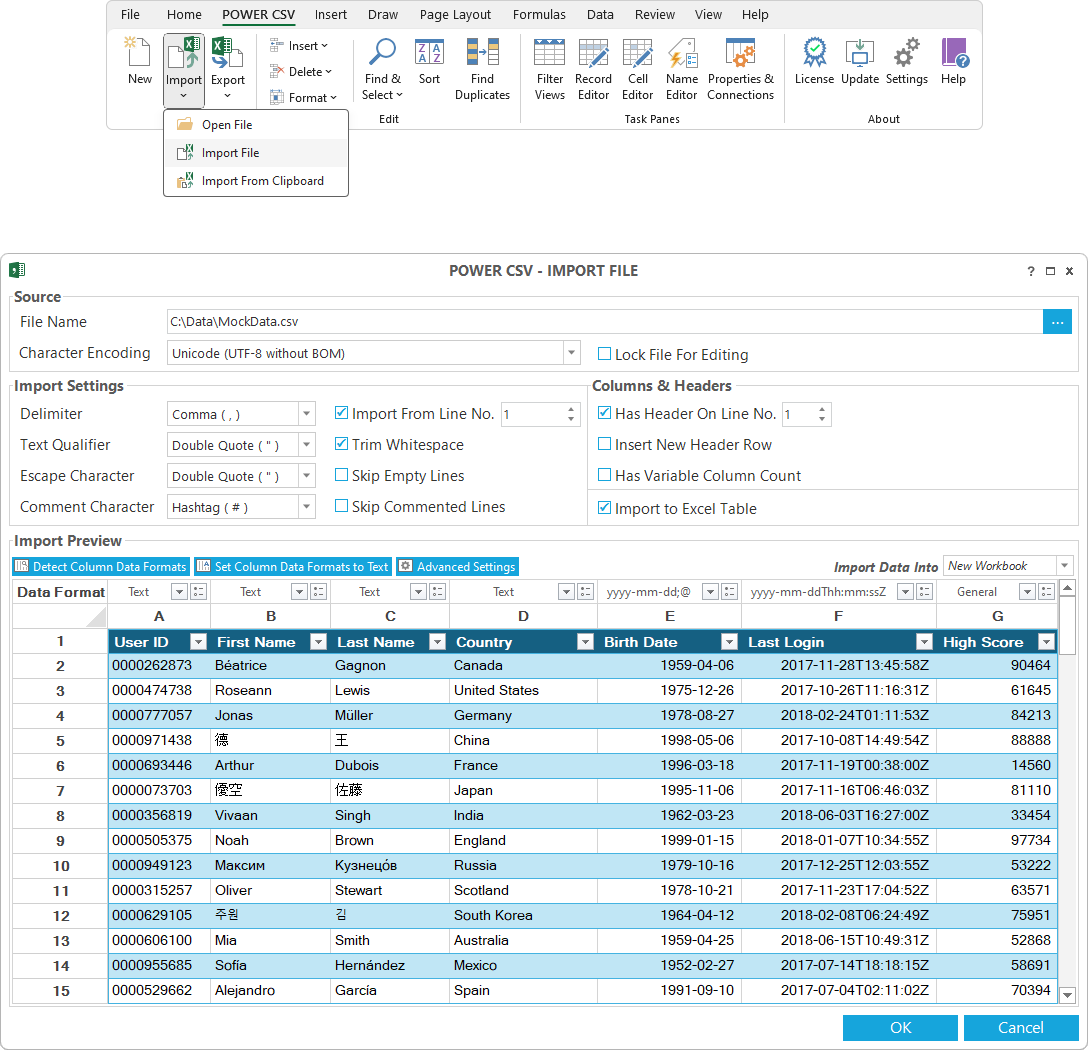 File Home POWER CSV Insert Draw Page Layout Formulas Data Review View Help
New Import Export Insert Delete Format Find & Select Sort Find Duplicates Filter Views Record Editor Cell Editor Name Editor Properties & Connections License Update Settings Help
Edit Task Panes About
Open File
Import File
Import From Clipboard
POWER CSV - IMPORT FILE ?
Source
File Name C:\Data\MockData.csv ...
Character Encoding Unicode (UTF-8 without BOM) Lock File For Editing
Import Settings Columns & Headers
Delimiter Comma ( , ) Import From Line No. 1 Has Header On Line No. 1
Text Qualifier Double Quote ( " ) Trim Whitespace Insert New Header Row
Escape Character Double Quote ( " ) Skip Empty Lines Has Variable Column Count
Comment Character Hashtag ( # ) Skip Commented Lines Import to Excel Table
Import Preview
Detect Column Data Formats Set Column Data Formats to Text Advanced Settings Import Data Into New Workbook
Data Format Text Text Text Text yyyy-mm-dd;@ yyyy-mm-ddThh:mm:ssZ General
A B C D E F G
1 User ID First Name Last Name Country Birth Date Last Login High Score
2 0000262873 Béatrice Gagnon Canada 1959-04-06 2017-11-28T13:45:58Z 90464
3 0000474738 Roseann Lewis United States 1975-12-26 2017-10-26T11:16:31Z 61645
4 0000777057 Jonas Müller Germany 1978-08-27 2018-02-24T01:11:53Z 84213
5 0000971438 德 王 China 1998-05-06 2017-10-08T14:49:54Z 88888
6 0000693446 Arthur Dubois France 1996-03-18 2017-11-19T00:38:00Z 14560
7 0000073703 優空 佐藤 Japan 1995-11-06 2017-11-16T06:46:03Z 81110
8 0000356819 Vivaan Singh India 1962-03-23 2018-06-03T16:27:00Z 33454
9 0000505375 Noah Brown England 1999-01-15 2018-01-07T10:34:55Z 97734
10 0000949123 Максим Кузнецо́в Russia 1979-10-16 2017-12-25T12:03:55Z 53222
11 0000315257 Oliver Stewart Scotland 1978-10-21 2017-11-23T17:04:52Z 63571
12 0000629105 주원 김 South Korea 1964-04-12 2018-02-08T06:24:49Z 75951
13 0000606100 Mia Smith Australia 1959-04-25 2018-06-15T10:49:31Z 52868
14 0000955685 Sofía Hernández Mexico 1952-02-27 2017-07-14T18:18:15Z 58691
15 0000529662 Alejandro García Spain 1991-09-10 2017-07-04T02:11:02Z 70394
OK Cancel